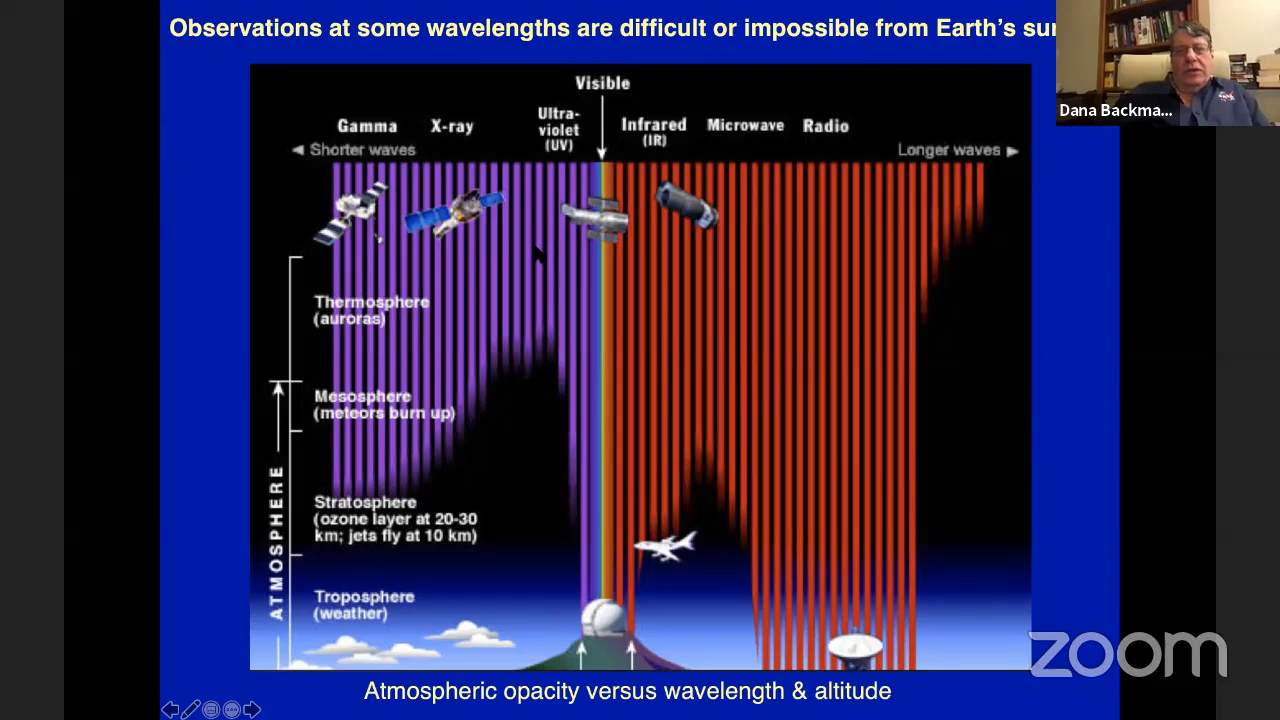 Observations at some wavelengths are difficult or impossible from Earth's sur
Dana Backma...
Visible
Gamma
X-ray
Ultra-
violet
(UV)
Infrared
(IR)
Microwave
Radio
◄ Shorter waves
Longer waves ►
Thermosphere
(auroras)
Mesosphere
(meteors burn up)
Stratosphere
(ozone layer at 20-30
km; jets fly at 10 km)
ATMOSPHERE
Troposphere
(weather)
zoom
Atmospheric opacity versus wavelength & altitude